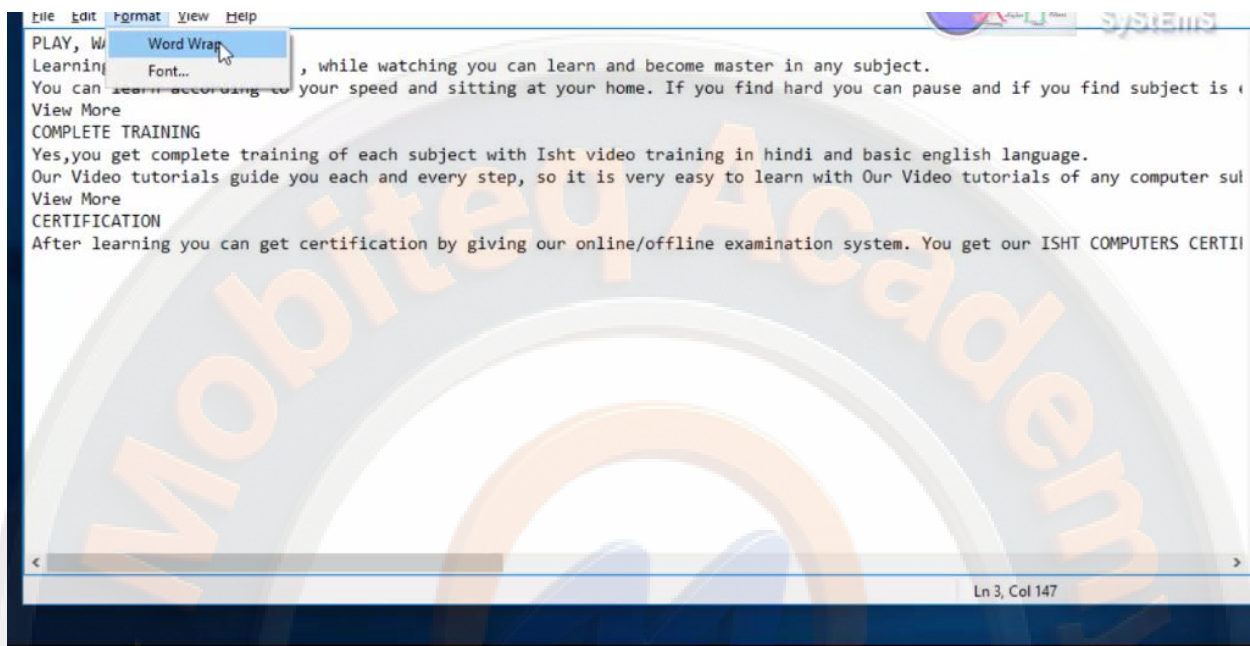 File Edit Format View Help
SyStEmS
Word Wrap
Font...
PLAY,
Learning , while watching you can learn and become master in any subject.
You can learn according to your speed and sitting at your home. If you find hard you can pause and if you find subject is
View More
COMPLETE TRAINING
Yes,you get complete training of each subject with Isht video training in hindi and basic english language.
Our Video tutorials guide you each and every step, so it is very easy to learn with Our Video tutorials of any computer
View More
CERTIFICATION
After learning you can get certification by giving our online/offline examination system. You get our ISHT COMPUTERS
Mobiteq Academy
Ln 3, Col 147